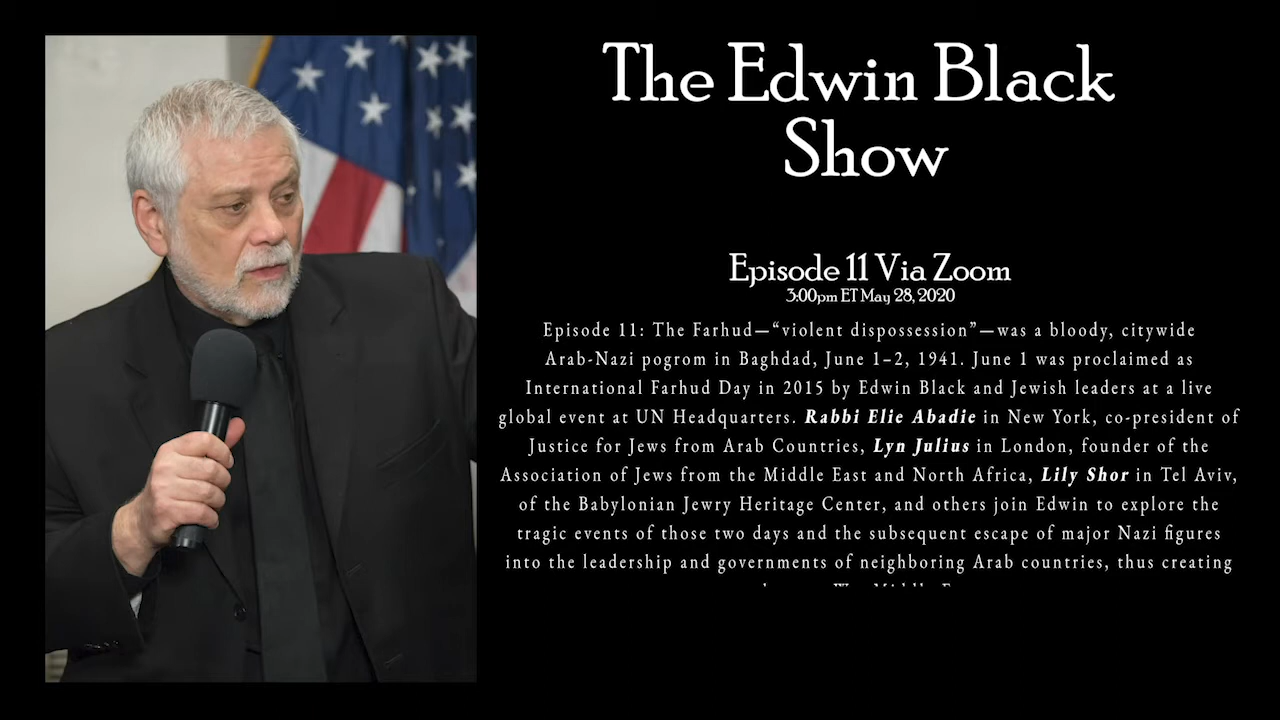 The Edwin Black
Show
Episode 11 Via Zoom
3:00pm ET May 28, 2020
Episode 11: The Farhud—“violent dispossession”—was a bloody, citywide
Arab-Nazi pogrom in Baghdad, June 1–2, 1941. June 1 was proclaimed as
International Farhud Day in 2015 by Edwin Black and Jewish leaders at a live
global event at UN Headquarters. Rabbi Elie Abadie in New York, co-president of
Justice for Jews from Arab Countries, Lyn Julius in London, founder of the
Association of Jews from the Middle East and North Africa, Lily Shor in Tel Aviv,
of the Babylonian Jewry Heritage Center, and others join Edwin to explore the
tragic events of those two days and the subsequent escape of major Nazi figures
into the leadership and governments of neighboring Arab countries, thus creating